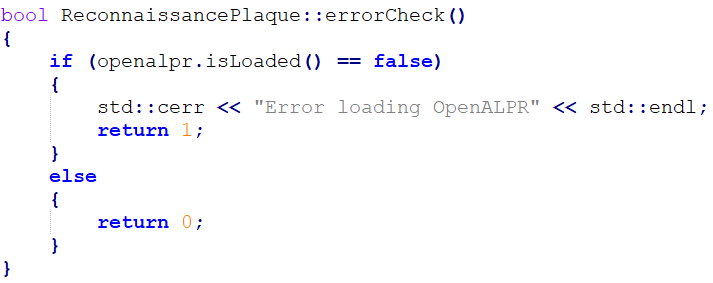 bool ReconnaissancePlaque::errorCheck()
{
    if (openalpr.isLoaded() == false)
    {
        std::cerr << "Error loading OpenALPR" << std::endl;
        return 1;
    }
    else
    {
        return 0;
    }
}